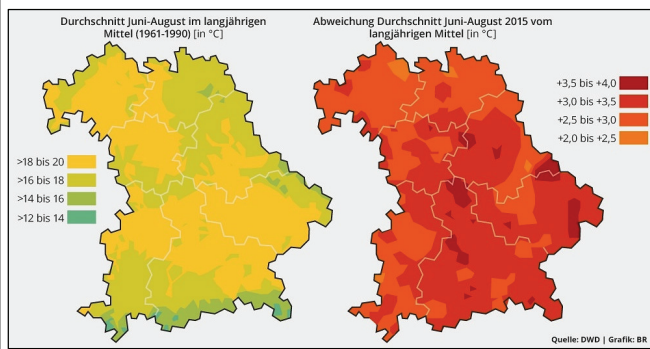 Durchschnitt Juni-August im langjährigen
Mittel (1961-1990) [in °C]
Abweichung Durchschnitt Juni-August 2015 vom
langjährigen Mittel [in °C]
>18 bis 20
>16 bis 18
>14 bis 16
>12 bis 14
+3,5 bis +4,0
+3,0 bis +3,5
+2,5 bis +3,0
+2,0 bis +2,5
Quelle: DWD | Grafik: BR